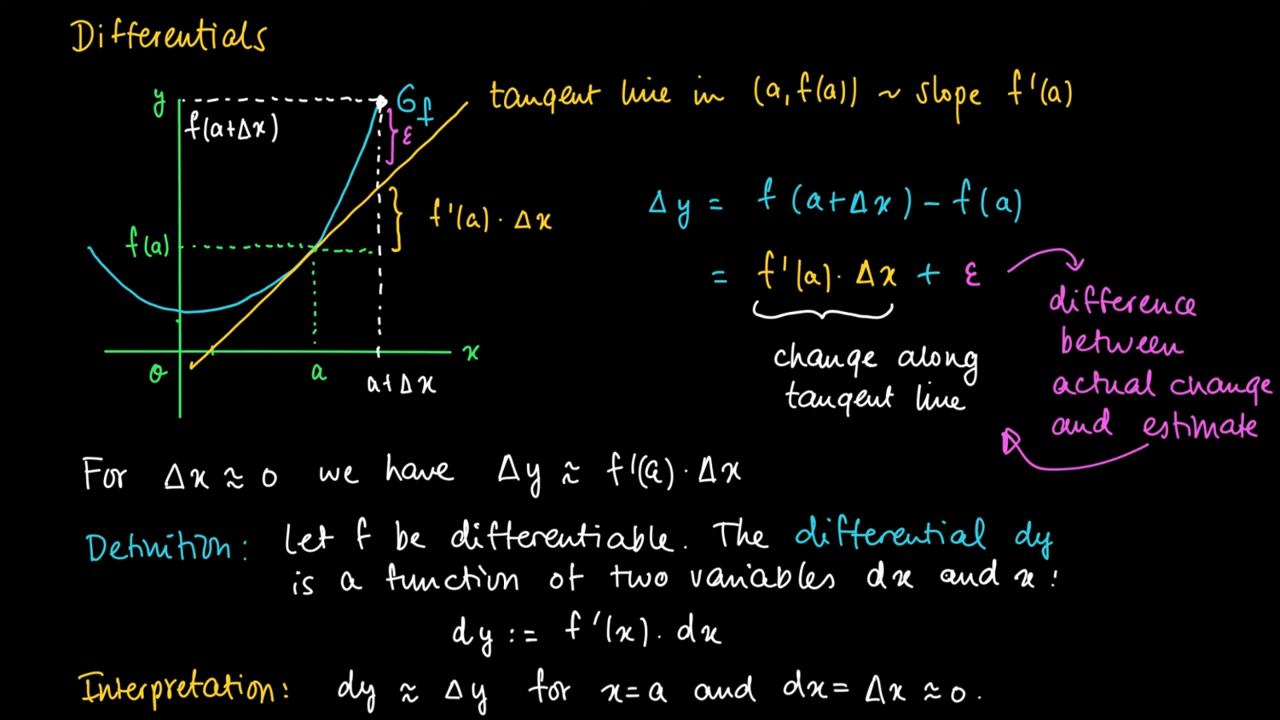 Differentials
y
G_f
tangent line in (a, f(a)) ~ slope f'(a)
f(a+Δx)
ε
f'(a) · Δx
f(a)
0
a
a+Δx
x
Δy = f(a+Δx) - f(a)
= f'(a) · Δx + ε
change along
tangent line
difference
between
actual change
and estimate
For Δx ≈ 0 we have Δy ≈ f'(a) · Δx
Definition: Let f be differentiable. The differential dy
is a function of two variables dx and x:
dy := f'(x) · dx
Interpretation: dy ≈ Δy for x=a and dx = Δx ≈ 0.